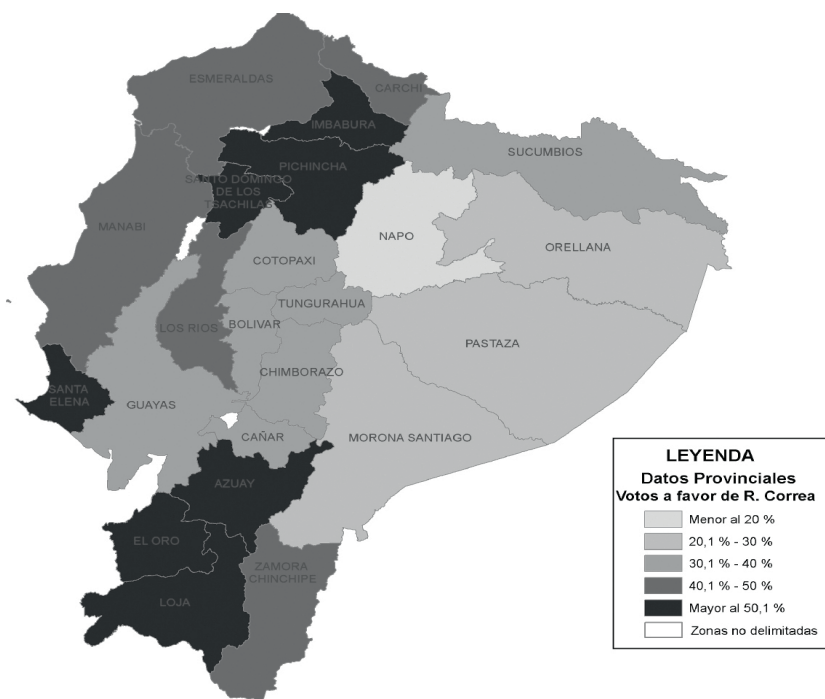 ESMERALDAS
CARCHI
IMBABURA
SUCUMBIOS
PICHINCHA
SANTO DOMINGO
DE LOS
TSACHILAS
MANABI
NAPO
ORELLANA
COTOPAXI
TUNGURAHUA
LOS RIOS
BOLIVAR
PASTAZA
CHIMBORAZO
SANTA
ELENA
GUAYAS
CAÑAR
MORONA SANTIAGO
AZUAY
EL ORO
ZAMORA
CHINCHIPE
LOJA
LEYENDA
Datos Provinciales
Votos a favor de R. Correa
Menor al 20 %
20,1 % - 30 %
30,1 % - 40 %
40,1 % - 50 %
Mayor al 50,1 %
Zonas no delimitadas